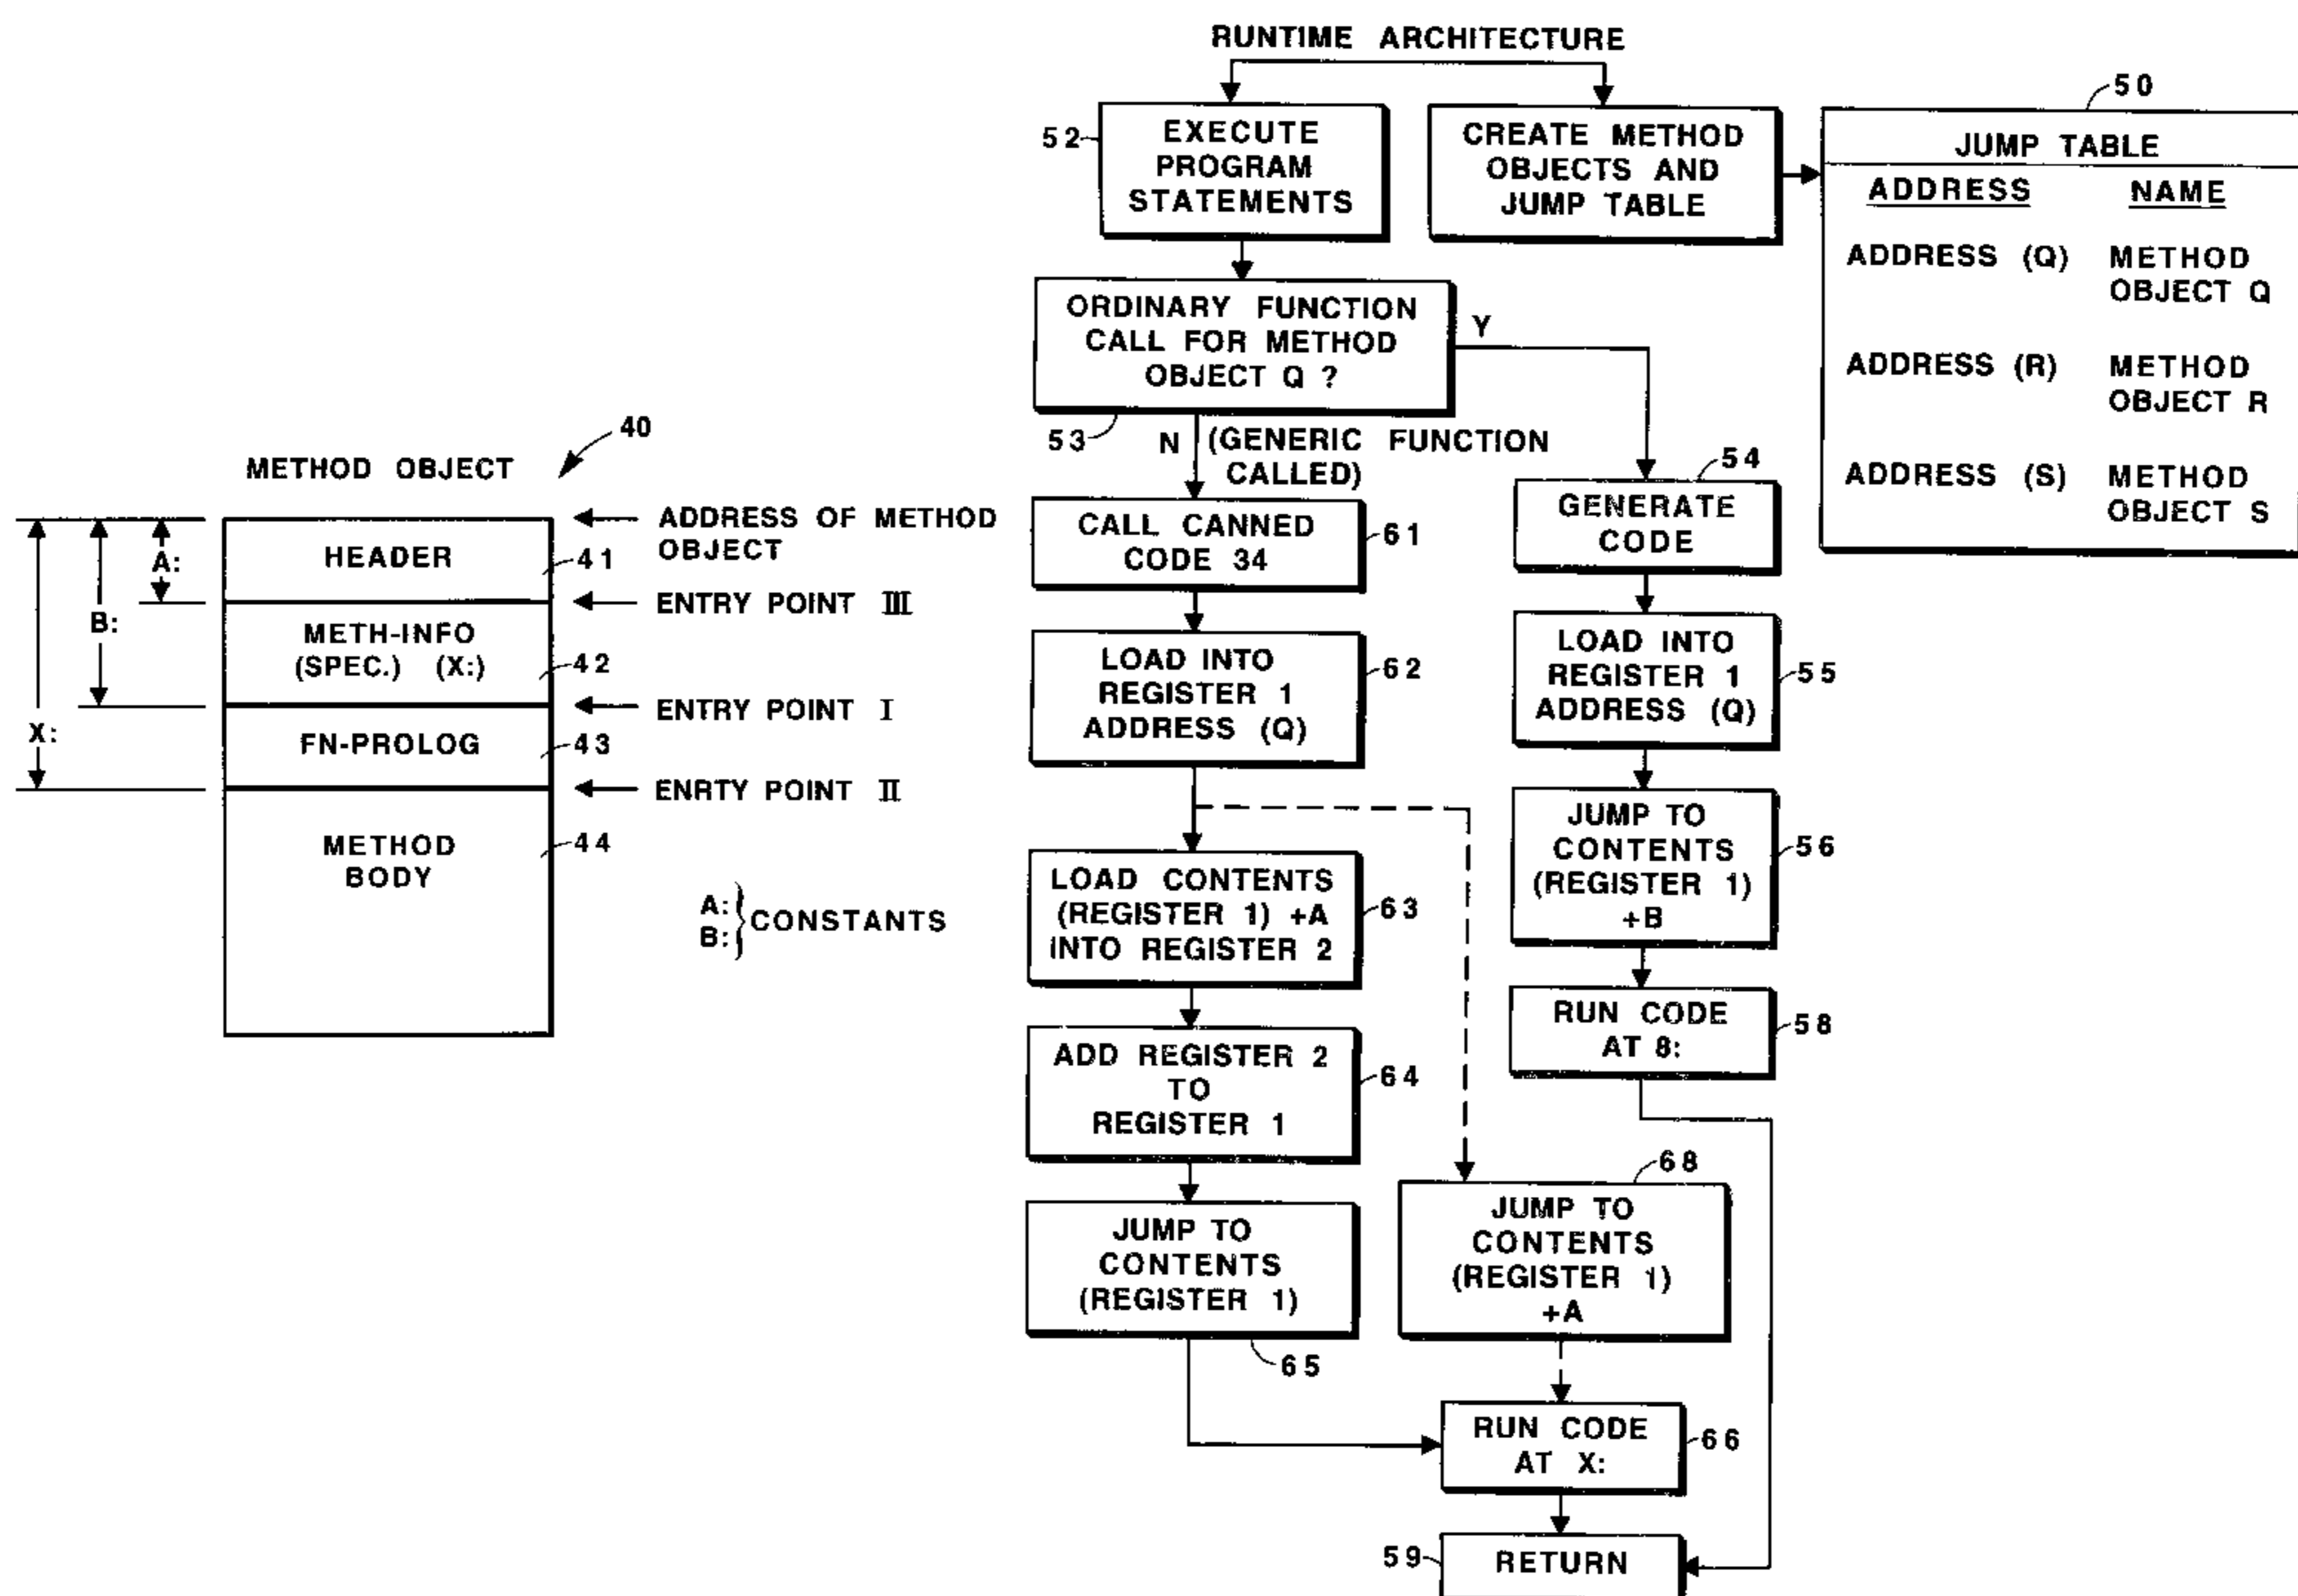 METHOD OBJECT
40
ADDRESS OF METHOD
OBJECT
HEADER
41
A:
ENTRY POINT III
B:
METH-INFO
(SPEC.) (X:)
42
ENTRY POINT I
X:
FN-PROLOG
43
ENRTY POINT II
METHOD
BODY
44
A:
B:
CONSTANTS
RUNTIME ARCHITECTURE
52
EXECUTE
PROGRAM
STATEMENTS
CREATE METHOD
OBJECTS AND
JUMP TABLE
50
JUMP TABLE
ADDRESS NAME
ADDRESS (Q) METHOD
OBJECT Q
ADDRESS (R) METHOD
OBJECT R
ADDRESS (S) METHOD
OBJECT S
ORDINARY FUNCTION
CALL FOR METHOD
OBJECT Q ?
Y
53
N (GENERIC FUNCTION
CALLED)
54
GENERATE
CODE
CALL CANNED
CODE 34
61
LOAD INTO
REGISTER 1
ADDRESS (Q)
62
LOAD INTO
REGISTER 1
ADDRESS (Q)
55
JUMP TO
CONTENTS
(REGISTER 1)
+B
56
LOAD CONTENTS
(REGISTER 1) +A
INTO REGISTER 2
63
RUN CODE
AT 8:
58
ADD REGISTER 2
TO
REGISTER 1
64
68
JUMP TO
CONTENTS
(REGISTER 1)
+A
JUMP TO
CONTENTS
(REGISTER 1)
65
RUN CODE
AT X:
66
59
RETURN